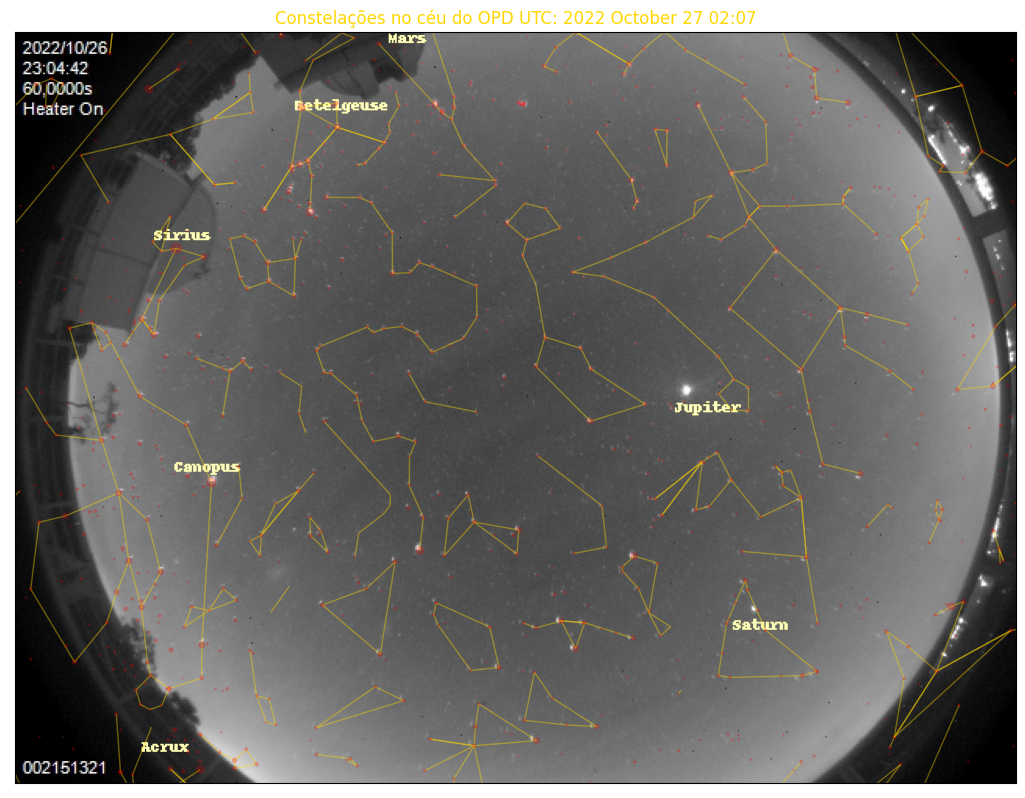 Constelações no céu do OPD UTC: 2022 October 27 02:07
Mars
2022/10/26
23:04:42
60,0000s
Heater On
Betelgeuse
Sirius
Jupiter
Canopus
Saturn
Acrux
002151321